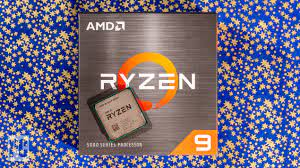 AMD
RYZEN
RYZEN
5000 SERIES PROCESSOR
9